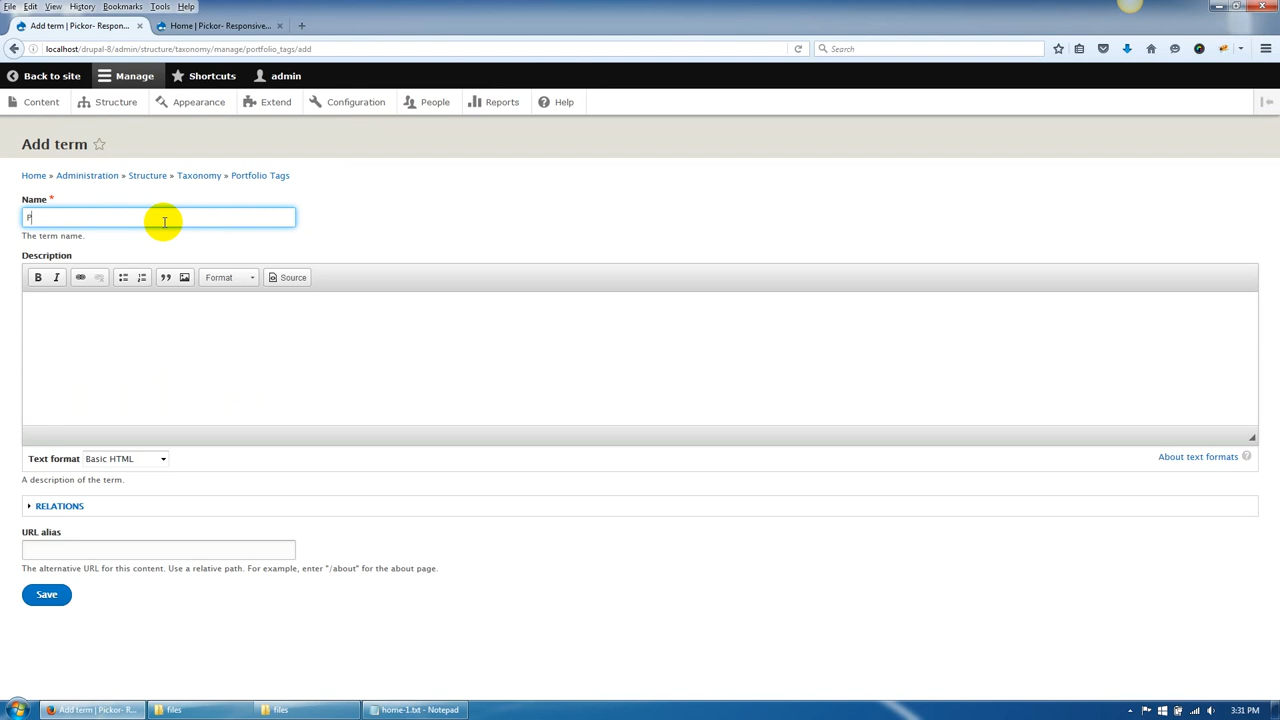 File Edit View History Bookmarks Tools Help
Add term | Pickor- Respon... × Home | Pickor- Responsive... × +
localhost/drupal-8/admin/structure/taxonomy/manage/portfolio_tags/add Search
Back to site Manage Shortcuts admin
Content Structure Appearance Extend Configuration People Reports Help
Add term
Home » Administration » Structure » Taxonomy » Portfolio Tags
Name *
P
The term name.
Description
B I Format Source
Text format Basic HTML About text formats ?
A description of the term.
RELATIONS
URL alias
The alternative URL for this content. Use a relative path. For example, enter "/about" for the about page.
Save
Add term | Pickor- R... files files home-1.txt - Notepad 3:31 PM